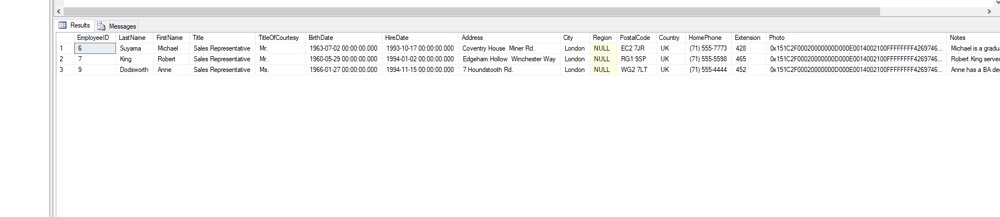 Results Messages
EmployeeID LastName FirstName Title TitleOfCourtesy BirthDate HireDate Address City Region PostalCode Country HomePhone Extension Photo Notes
1 6 Suyama Michael Sales Representative Mr. 1963-07-02 00:00:00.000 1993-10-17 00:00:00.000 Coventry House Miner Rd. London NULL EC2 7JR UK (71) 555-7773 428 0x151C2F00020000000D000E0014002100FFFFFFFF4269746... Michael is a gradu
2 7 King Robert Sales Representative Mr. 1960-05-29 00:00:00.000 1994-01-02 00:00:00.000 Edgeham Hollow Winchester Way London NULL RG1 9SP UK (71) 555-5598 465 0x151C2F00020000000D000E0014002100FFFFFFFF4269746... Robert King served
3 9 Dodsworth Anne Sales Representative Ms. 1966-01-27 00:00:00.000 1994-11-15 00:00:00.000 7 Houndstooth Rd. London NULL WG2 7LT UK (71) 555-4444 452 0x151C2F00020000000D000E0014002100FFFFFFFF4269746... Anne has a BA deg